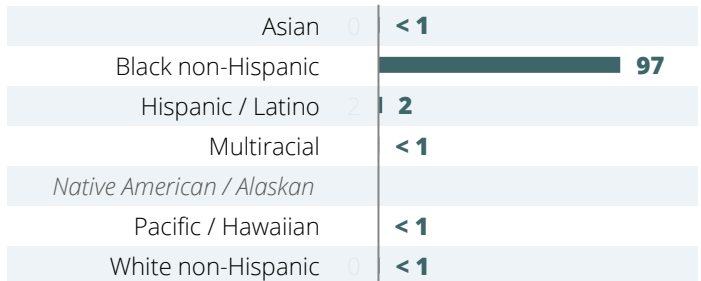 Asian 0 < 1
Black non-Hispanic 97
Hispanic / Latino 2 2
Multiracial < 1
Native American / Alaskan
Pacific / Hawaiian < 1
White non-Hispanic 0 < 1